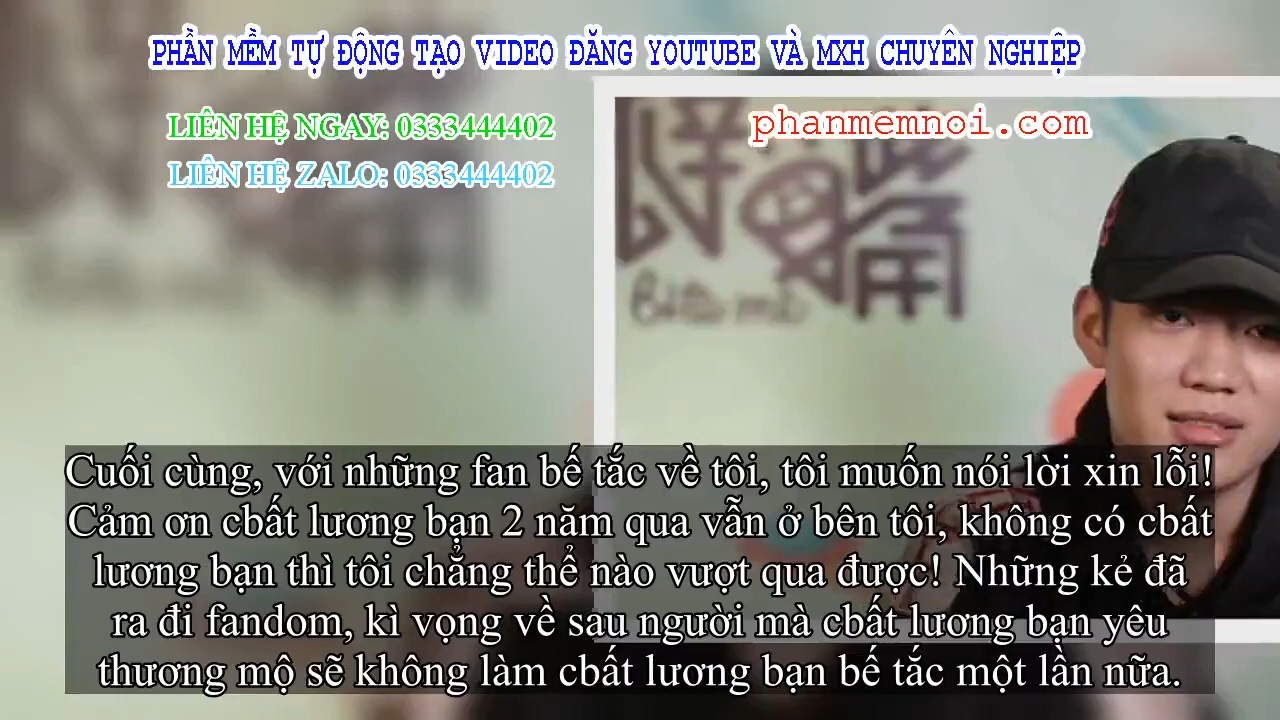 PHẦN MỀM TỰ ĐỘNG TẠO VIDEO ĐĂNG YOUTUBE VÀ MXH CHUYÊN NGHIỆP
LIÊN HỆ NGAY: 0333444402
phanmemnoi.com
LIÊN HỆ ZALO: 0333444402
Cuối cùng, với những fan bế tắc về tôi, tôi muốn nói lời xin lỗi!
Cảm ơn cbất lương bạn 2 năm qua vẫn ở bên tôi, không có cbất
lương bạn thì tôi chẳng thể nào vượt qua được! Những kẻ đã
ra đi fandom, kì vọng về sau người mà cbất lương bạn yêu
thương mộ sẽ không làm cbất lương bạn bế tắc một lần nữa.